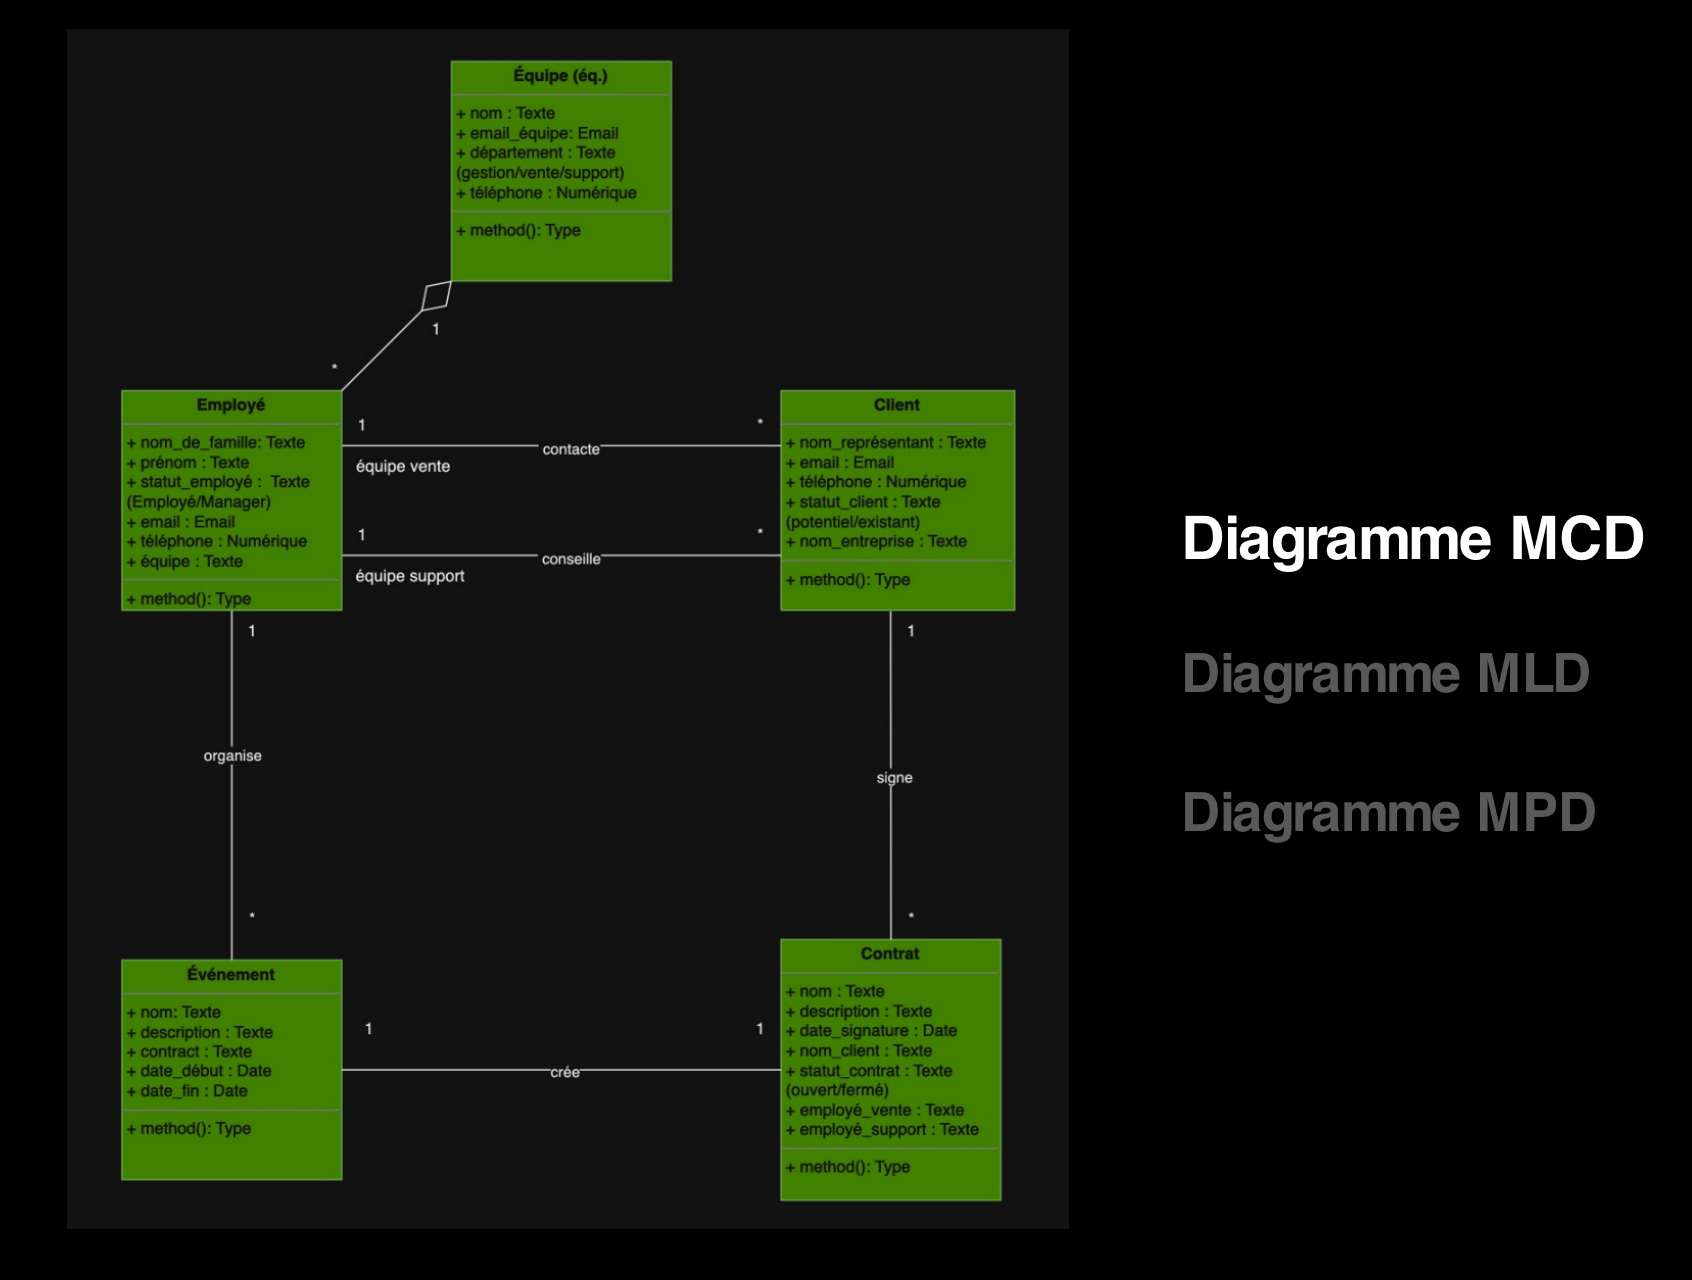 Équipe (éq.)
+ nom : Texte
+ email_équipe: Email
+ département : Texte
(gestion/vente/support)
+ téléphone : Numérique
+ method(): Type
1
*
Employé
+ nom_de_famille: Texte
+ prénom : Texte
+ statut_employé :  Texte
(Employé/Manager)
+ email : Email
+ téléphone : Numérique
+ équipe : Texte
+ method(): Type
1
*
contacte
équipe vente
1
*
conseille
équipe support
Client
+ nom_représentant : Texte
+ email : Email
+ téléphone : Numérique
+ statut_client : Texte
(potentiel/existant)
+ nom_entreprise : Texte
+ method(): Type
1
organise
*
1
signe
*
Événement
+ nom: Texte
+ description : Texte
+ contract : Texte
+ date_début : Date
+ date_fin : Date
+ method(): Type
1
1
crée
Contrat
+ nom : Texte
+ description : Texte
+ date_signature : Date
+ nom_client : Texte
+ statut_contrat : Texte
(ouvert/fermé)
+ employé_vente : Texte
+ employé_support : Texte
+ method(): Type
Diagramme MCD
Diagramme MLD
Diagramme MPD